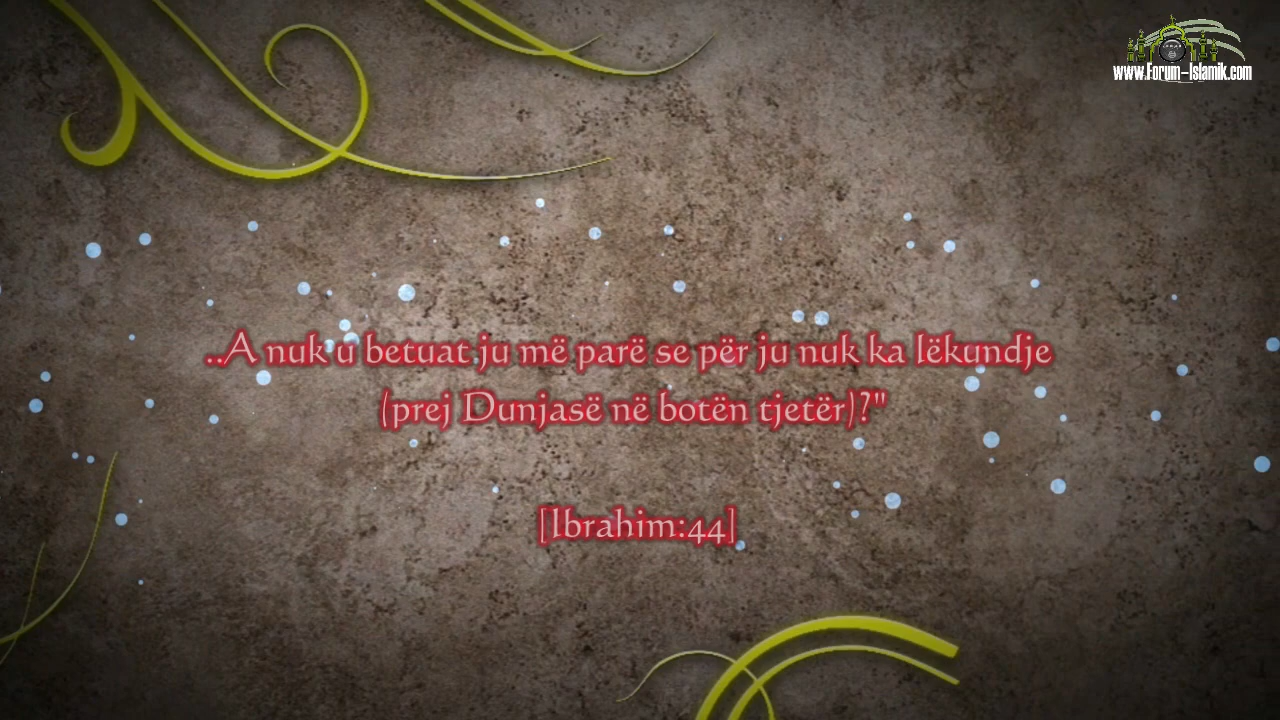 www.Forum-Islamik.com
..A nuk u betuat ju më parë se për ju nuk ka lëkundje
(prej Dunjasë në botën tjetër)?"
[Ibrahim:44]